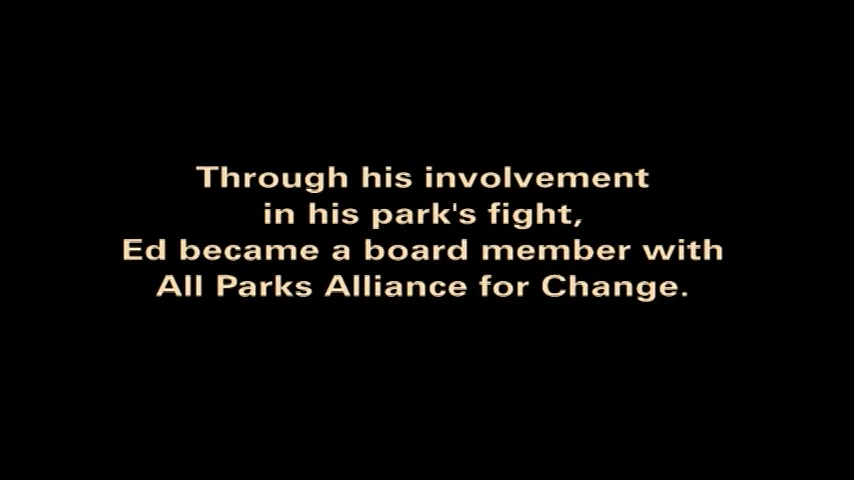 Through his involvement
in his park's fight,
Ed became a board member with
All Parks Alliance for Change.